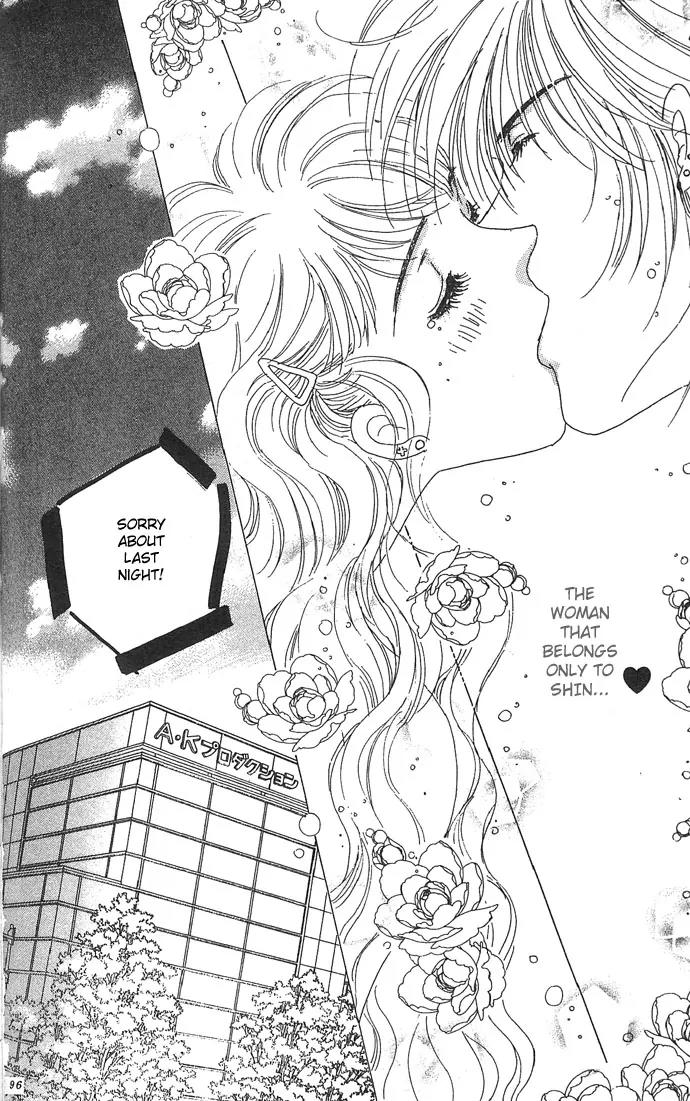 THE
WOMAN
THAT
BELONGS
ONLY TO
SHIN...
SORRY
ABOUT
LAST
NIGHT!
A・Kプロダクション
96